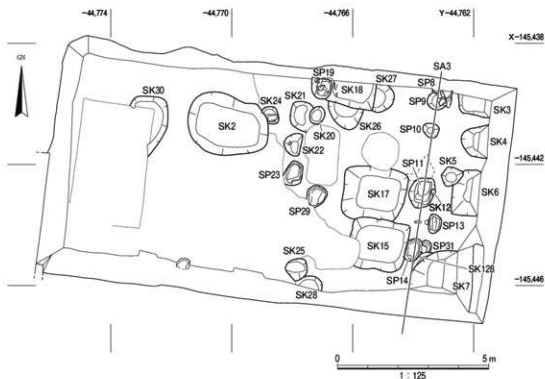 -44,774
-44,770
-44,766
Y -44,762
X -145,438
SA3
SP19
SK18
SK27
SP8
SK30
SK24
SK21
SP9
SK3
SK2
SK20
SK26
SP10
SK4
SK22
-145,442
SP11
SK5
SP23
SK17
SK6
SP29
SK12
SP13
SK15
SP31
SK25
SK128
SP14
SK7
SK28
-145,446
0
5 m
1 : 125